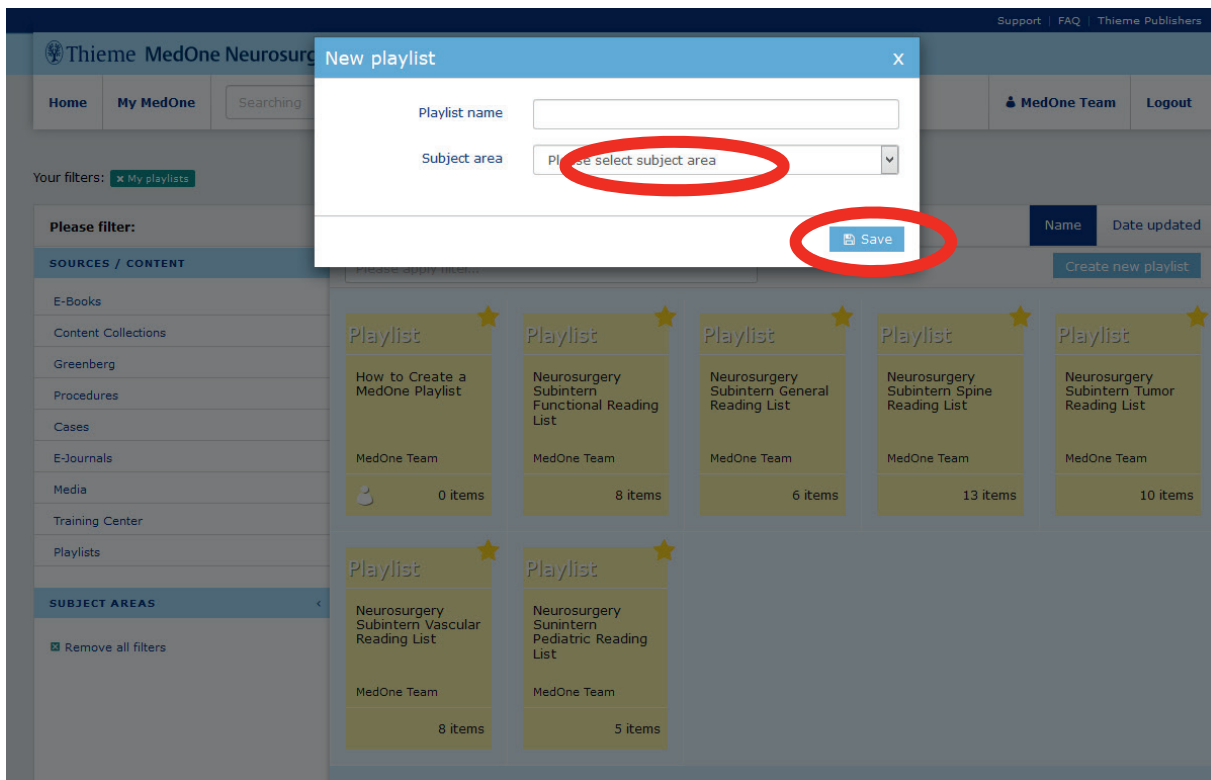 Support | FAQ | Thieme Publishers
Thieme MedOne Neurosurg
New playlist X
Home My MedOne Searching
MedOne Team Logout
Playlist name
Subject area Please select subject area
Save
Your filters: x My playlists
Please filter:
Name Date updated
SOURCES / CONTENT
Please apply filter...
Create new playlist
E-Books
Content Collections
Greenberg
Procedures
Cases
E-Journals
Media
Training Center
Playlists
SUBJECT AREAS <
Remove all filters
Playlist
How to Create a
MedOne Playlist
MedOne Team
0 items
Playlist
Neurosurgery
Subintern
Functional Reading
List
MedOne Team
8 items
Playlist
Neurosurgery
Subintern General
Reading List
MedOne Team
6 items
Playlist
Neurosurgery
Subintern Spine
Reading List
MedOne Team
13 items
Playlist
Neurosurgery
Subintern Tumor
Reading List
MedOne Team
10 items
Playlist
Neurosurgery
Subintern Vascular
Reading List
MedOne Team
8 items
Playlist
Neurosurgery
Sunintern
Pediatric Reading
List
MedOne Team
5 items